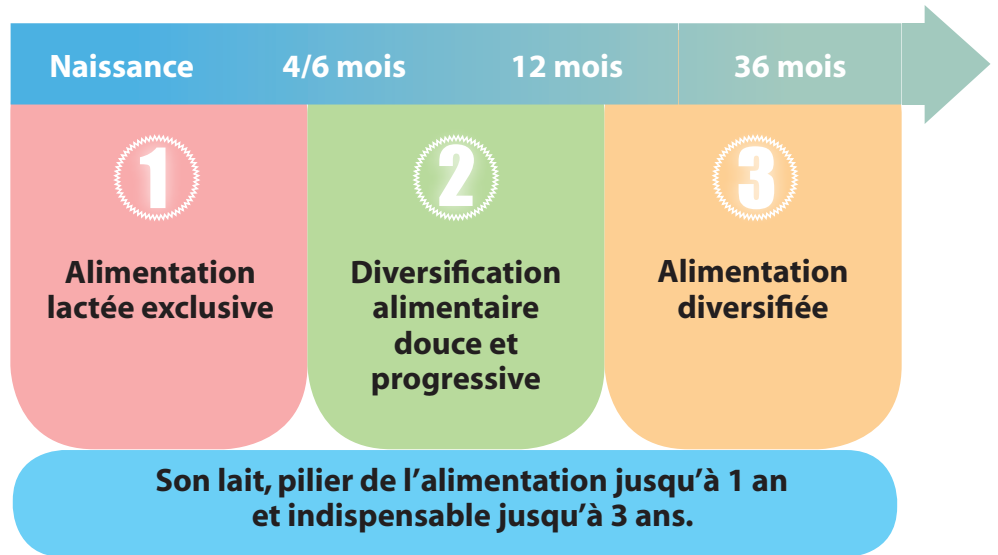 Naissance 4/6 mois 12 mois 36 mois
1
Alimentation
lactée exclusive
2
Diversification
alimentaire
douce et
progressive
3
Alimentation
diversifiée
Son lait, pilier de l’alimentation jusqu’à 1 an
et indispensable jusqu’à 3 ans.